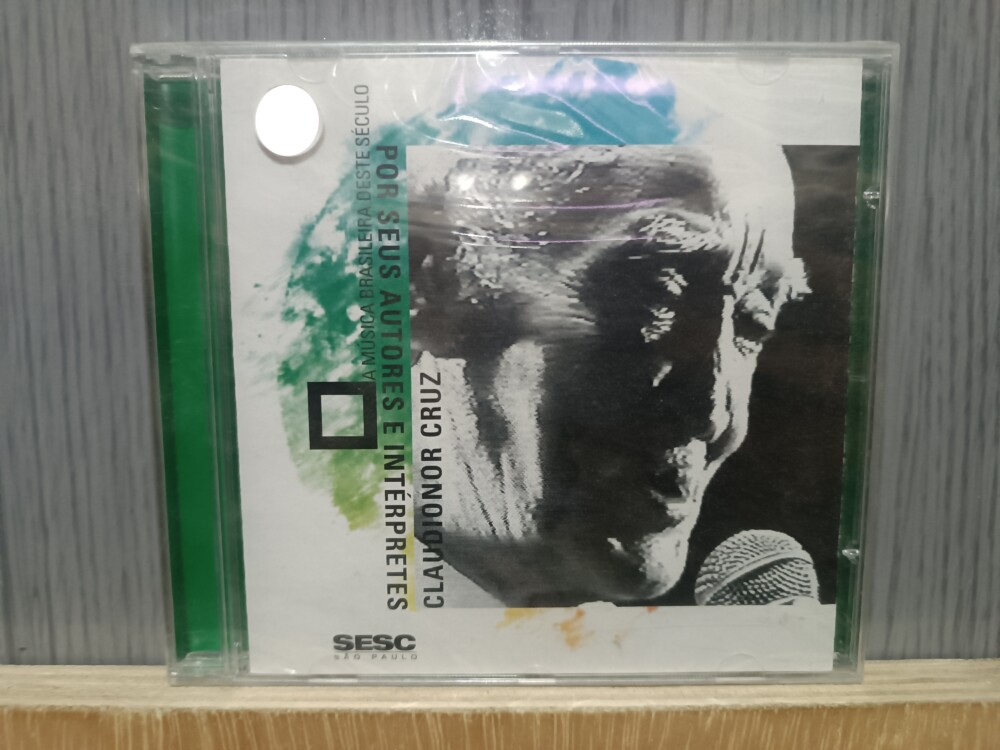 A MÚSICA BRASILEIRA DESTE SÉCULO
POR SEUS AUTORES E INTÉRPRETES
CLAUDIONOR CRUZ
SESC
SÃO PAULO